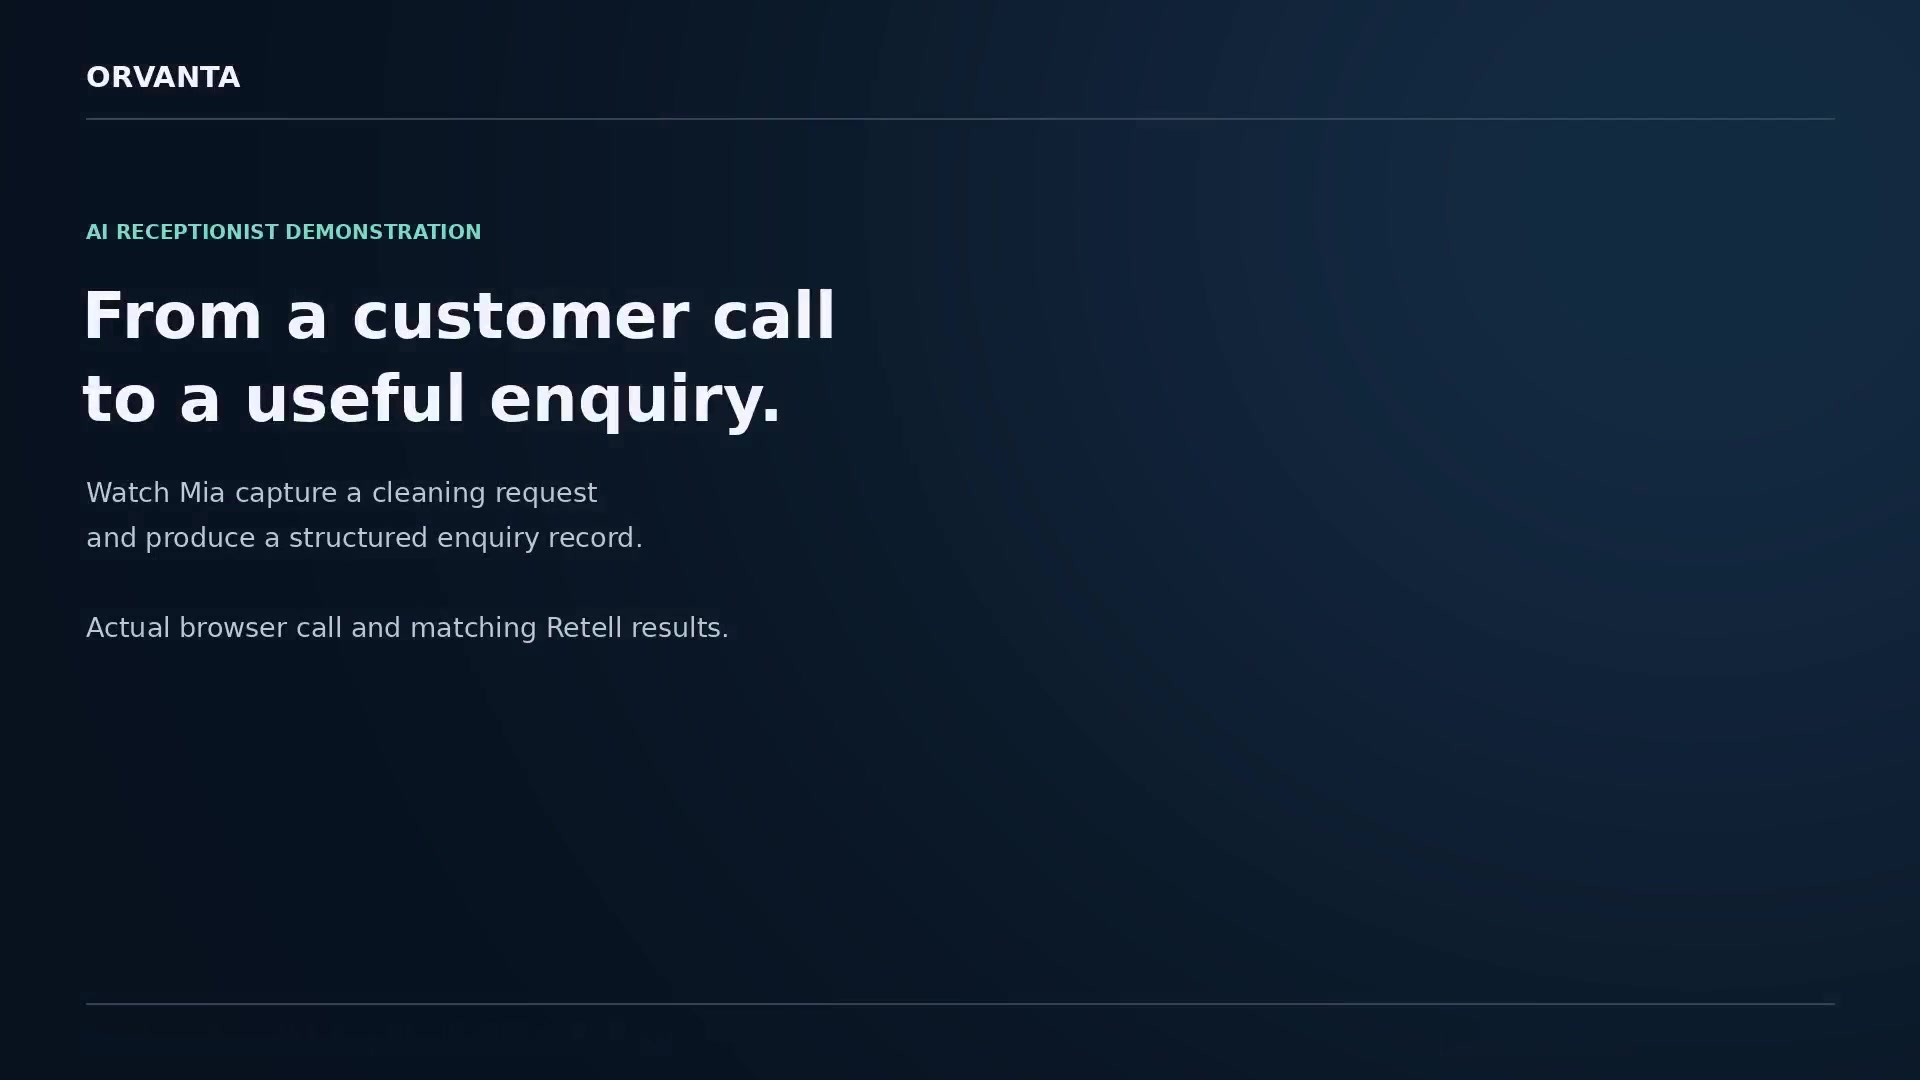 ORVANTA
AI RECEPTIONIST DEMONSTRATION
From a customer call
to a useful enquiry.
Watch Mia capture a cleaning request
and produce a structured enquiry record.
Actual browser call and matching Retell results.